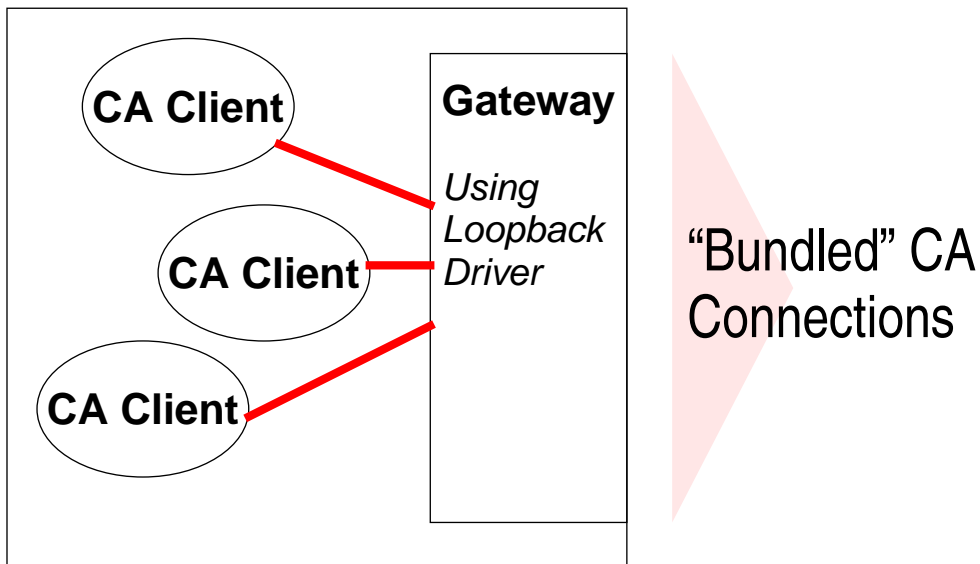 CA Client
CA Client
CA Client
Gateway
Using
Loopback
Driver
“Bundled” CA
Connections